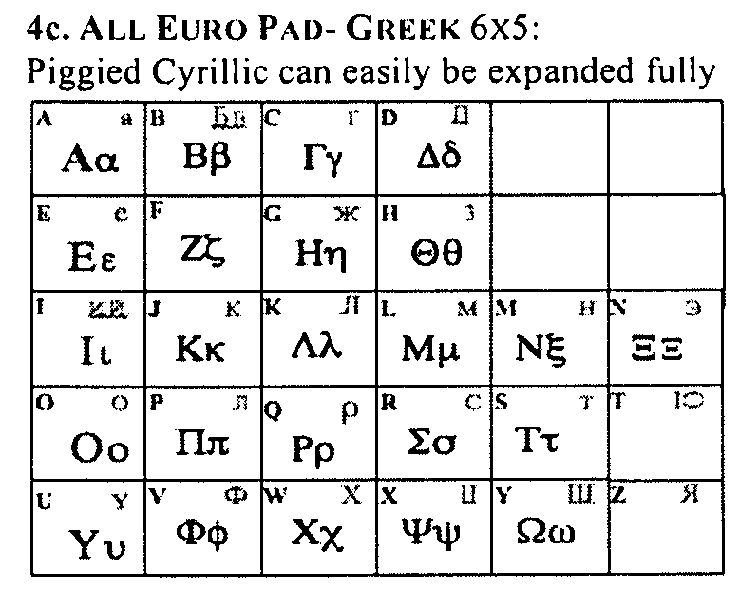 4c. ALL EURO PAD- GREEK 6X5:
Piggied Cyrillic can easily be expanded fully
A а B Бв C г D
Αα Ββ Γγ Δδ
E е F G Ж H З
Εε Ζζ Ηη Θθ
I ИЙ J К K Л L М M Н N Э
Ιι Κκ Λλ Μμ Νξ ΞΞ
O О P Q р R С S Т T Ю
Οο Ππ Ρρ Σσ Ττ
U У V Ф W Х X Ц Y Ш Z Я
Υυ Φφ Χχ Ψψ Ωω